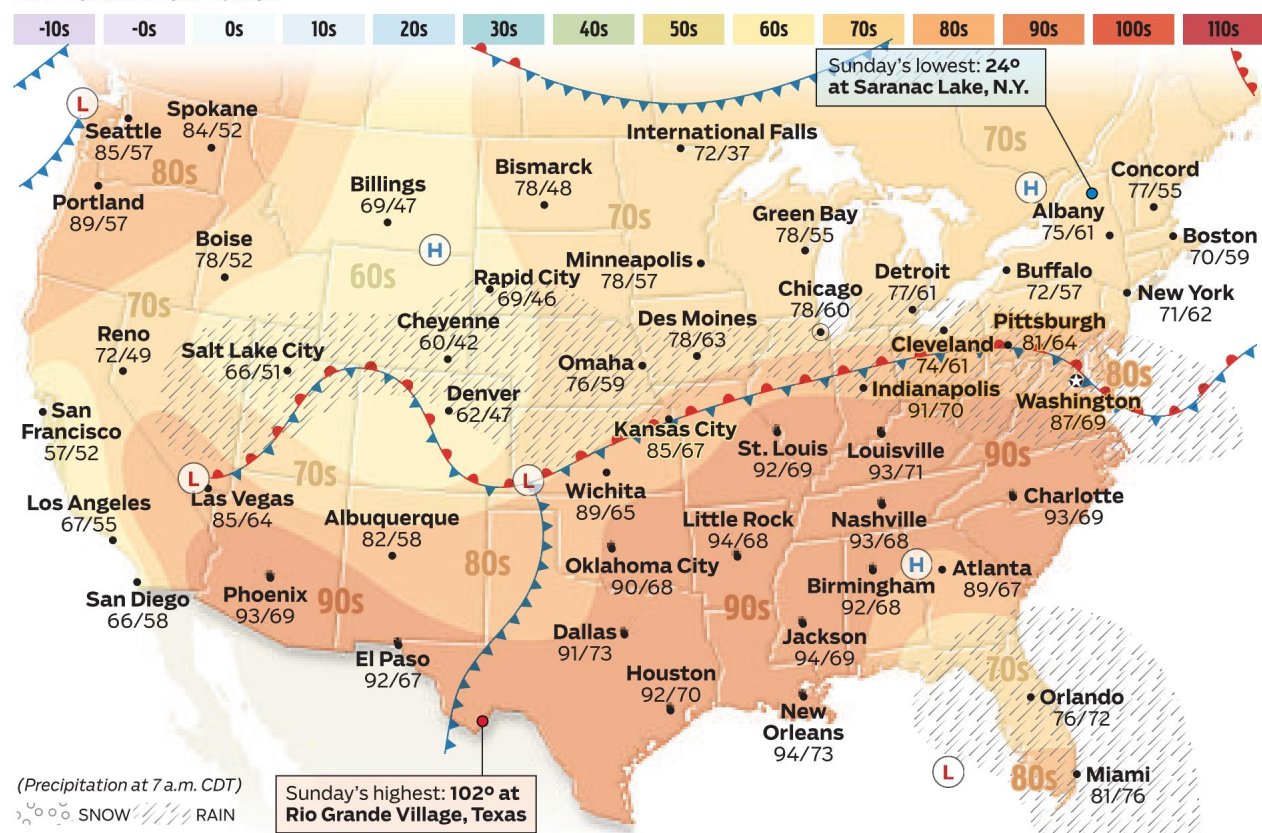 -10s -0s 0s 10s 20s 30s 40s 50s 60s 70s 80s 90s 100s 110s
Sunday's lowest: 24º
at Saranac Lake, N.Y.
L
Seattle
85/57
Spokane
84/52
80s
Portland
89/57
Billings
69/47
Bismarck
78/48
International Falls
72/37
70s
70s
H
Concord
77/55
Albany
75/61
Boston
70/59
Green Bay
78/55
Boise
78/52
H
60s
Rapid City
69/46
Minneapolis
78/57
Detroit
77/61
Buffalo
72/57
New York
71/62
70s
Reno
72/49
Salt Lake City
66/51
Cheyenne
60/42
Chicago
78/60
Des Moines
78/63
Omaha
76/59
Cleveland
74/61
Pittsburgh
81/64
80s
Denver
62/47
Indianapolis
91/70
Washington
87/69
San
Francisco
57/52
Kansas City
85/67
St. Louis
92/69
Louisville
93/71
90s
L
Las Vegas
85/64
70s
L
Wichita
89/65
Los Angeles
67/55
Albuquerque
82/58
80s
Little Rock
94/68
Nashville
93/68
Charlotte
93/69
Oklahoma City
90/68
H
Atlanta
89/67
Birmingham
92/68
San Diego
66/58
Phoenix
93/69
90s
90s
El Paso
92/67
Dallas
91/73
Jackson
94/69
Houston
92/70
New
Orleans
94/73
70s
Orlando
76/72
L
80s
Miami
81/76
Sunday's highest: 102º at
Rio Grande Village, Texas
(Precipitation at 7 a.m. CDT)
SNOW RAIN